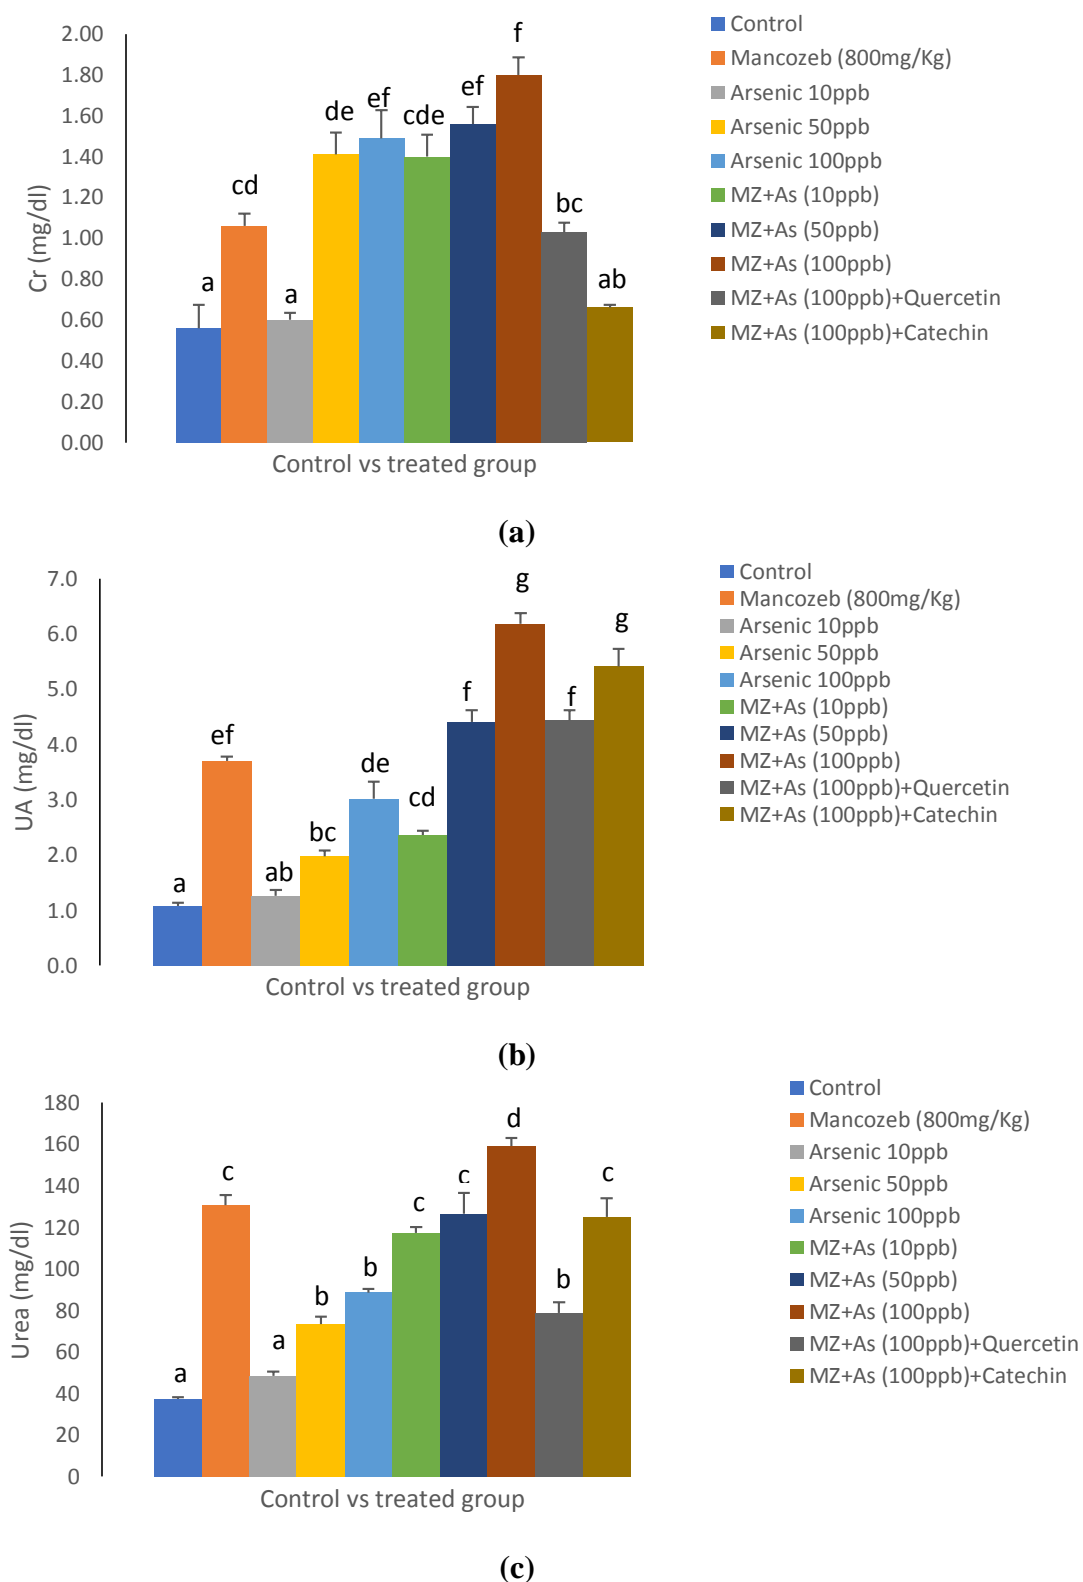 2.00
1.80
1.60
1.40
1.20
1.00
0.80
0.60
0.40
0.20
0.00
Cr (mg/dl)
a
cd
a
de
ef
cde
ef
f
bc
ab
Control vs treated group
Control
Mancozeb (800mg/Kg)
Arsenic 10ppb
Arsenic 50ppb
Arsenic 100ppb
MZ+As (10ppb)
MZ+As (50ppb)
MZ+As (100ppb)
MZ+As (100ppb)+Quercetin
MZ+As (100ppb)+Catechin
(a)
7.0
6.0
5.0
4.0
3.0
2.0
1.0
0.0
UA (mg/dl)
a
ef
ab
bc
de
cd
f
g
f
g
Control vs treated group
Control
Mancozeb (800mg/Kg)
Arsenic 10ppb
Arsenic 50ppb
Arsenic 100ppb
MZ+As (10ppb)
MZ+As (50ppb)
MZ+As (100ppb)
MZ+As (100ppb)+Quercetin
MZ+As (100ppb)+Catechin
(b)
180
160
140
120
100
80
60
40
20
0
Urea (mg/dl)
a
c
a
b
b
c
c
d
b
c
Control vs treated group
Control
Mancozeb (800mg/Kg)
Arsenic 10ppb
Arsenic 50ppb
Arsenic 100ppb
MZ+As (10ppb)
MZ+As (50ppb)
MZ+As (100ppb)
MZ+As (100ppb)+Quercetin
MZ+As (100ppb)+Catechin
(c)